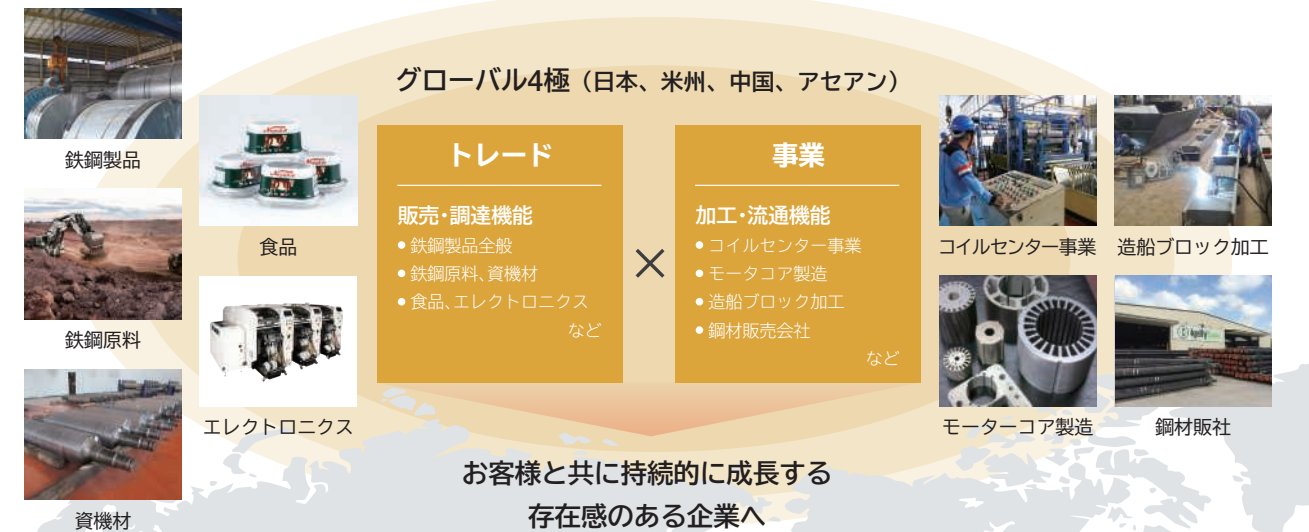 グローバル4極（日本、米州、中国、アセアン）
鉄鋼製品
鉄鋼原料
資機材
食品
エレクトロニクス
トレード
販売・調達機能
• 鉄鋼製品全般
• 鉄鋼原料、資機材
• 食品、エレクトロニクス
など
×
事業
加工・流通機能
• コイルセンター事業
• モータコア製造
• 造船ブロック加工
• 鋼材販売会社
など
コイルセンター事業
造船ブロック加工
モーターコア製造
鋼材販社
お客様と共に持続的に成長する
存在感のある企業へ